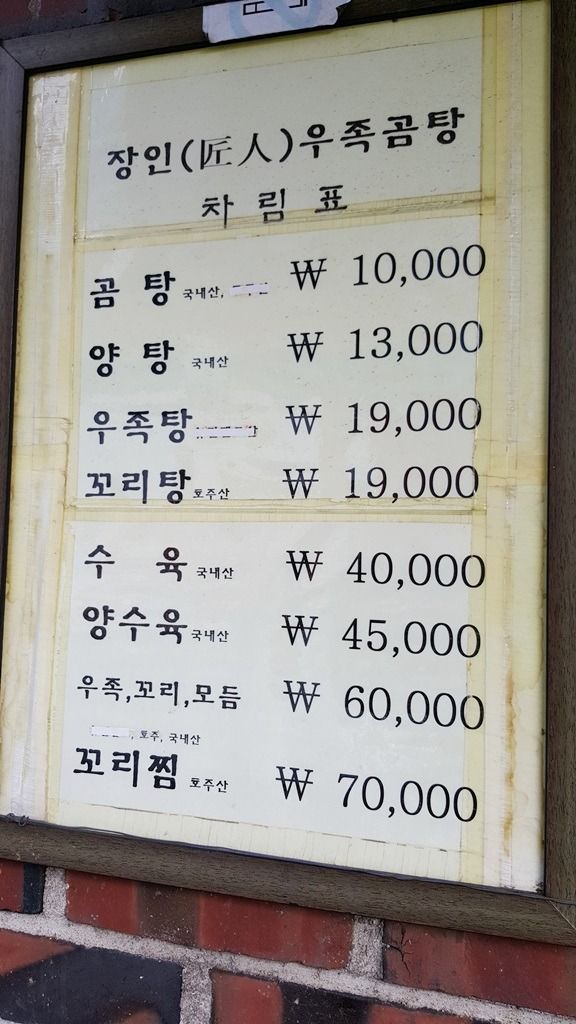 장인(匠人)우족곰탕
차 림 표
곰 탕 국내산, ₩ 10,000
양 탕 국내산 ₩ 13,000
우족탕 ₩ 19,000
꼬리탕 호주산 ₩ 19,000
수 육 국내산 ₩ 40,000
양수육 국내산 ₩ 45,000
우족,꼬리,모듬 ₩ 60,000
, 호주, 국내산
꼬리찜 호주산 ₩ 70,000